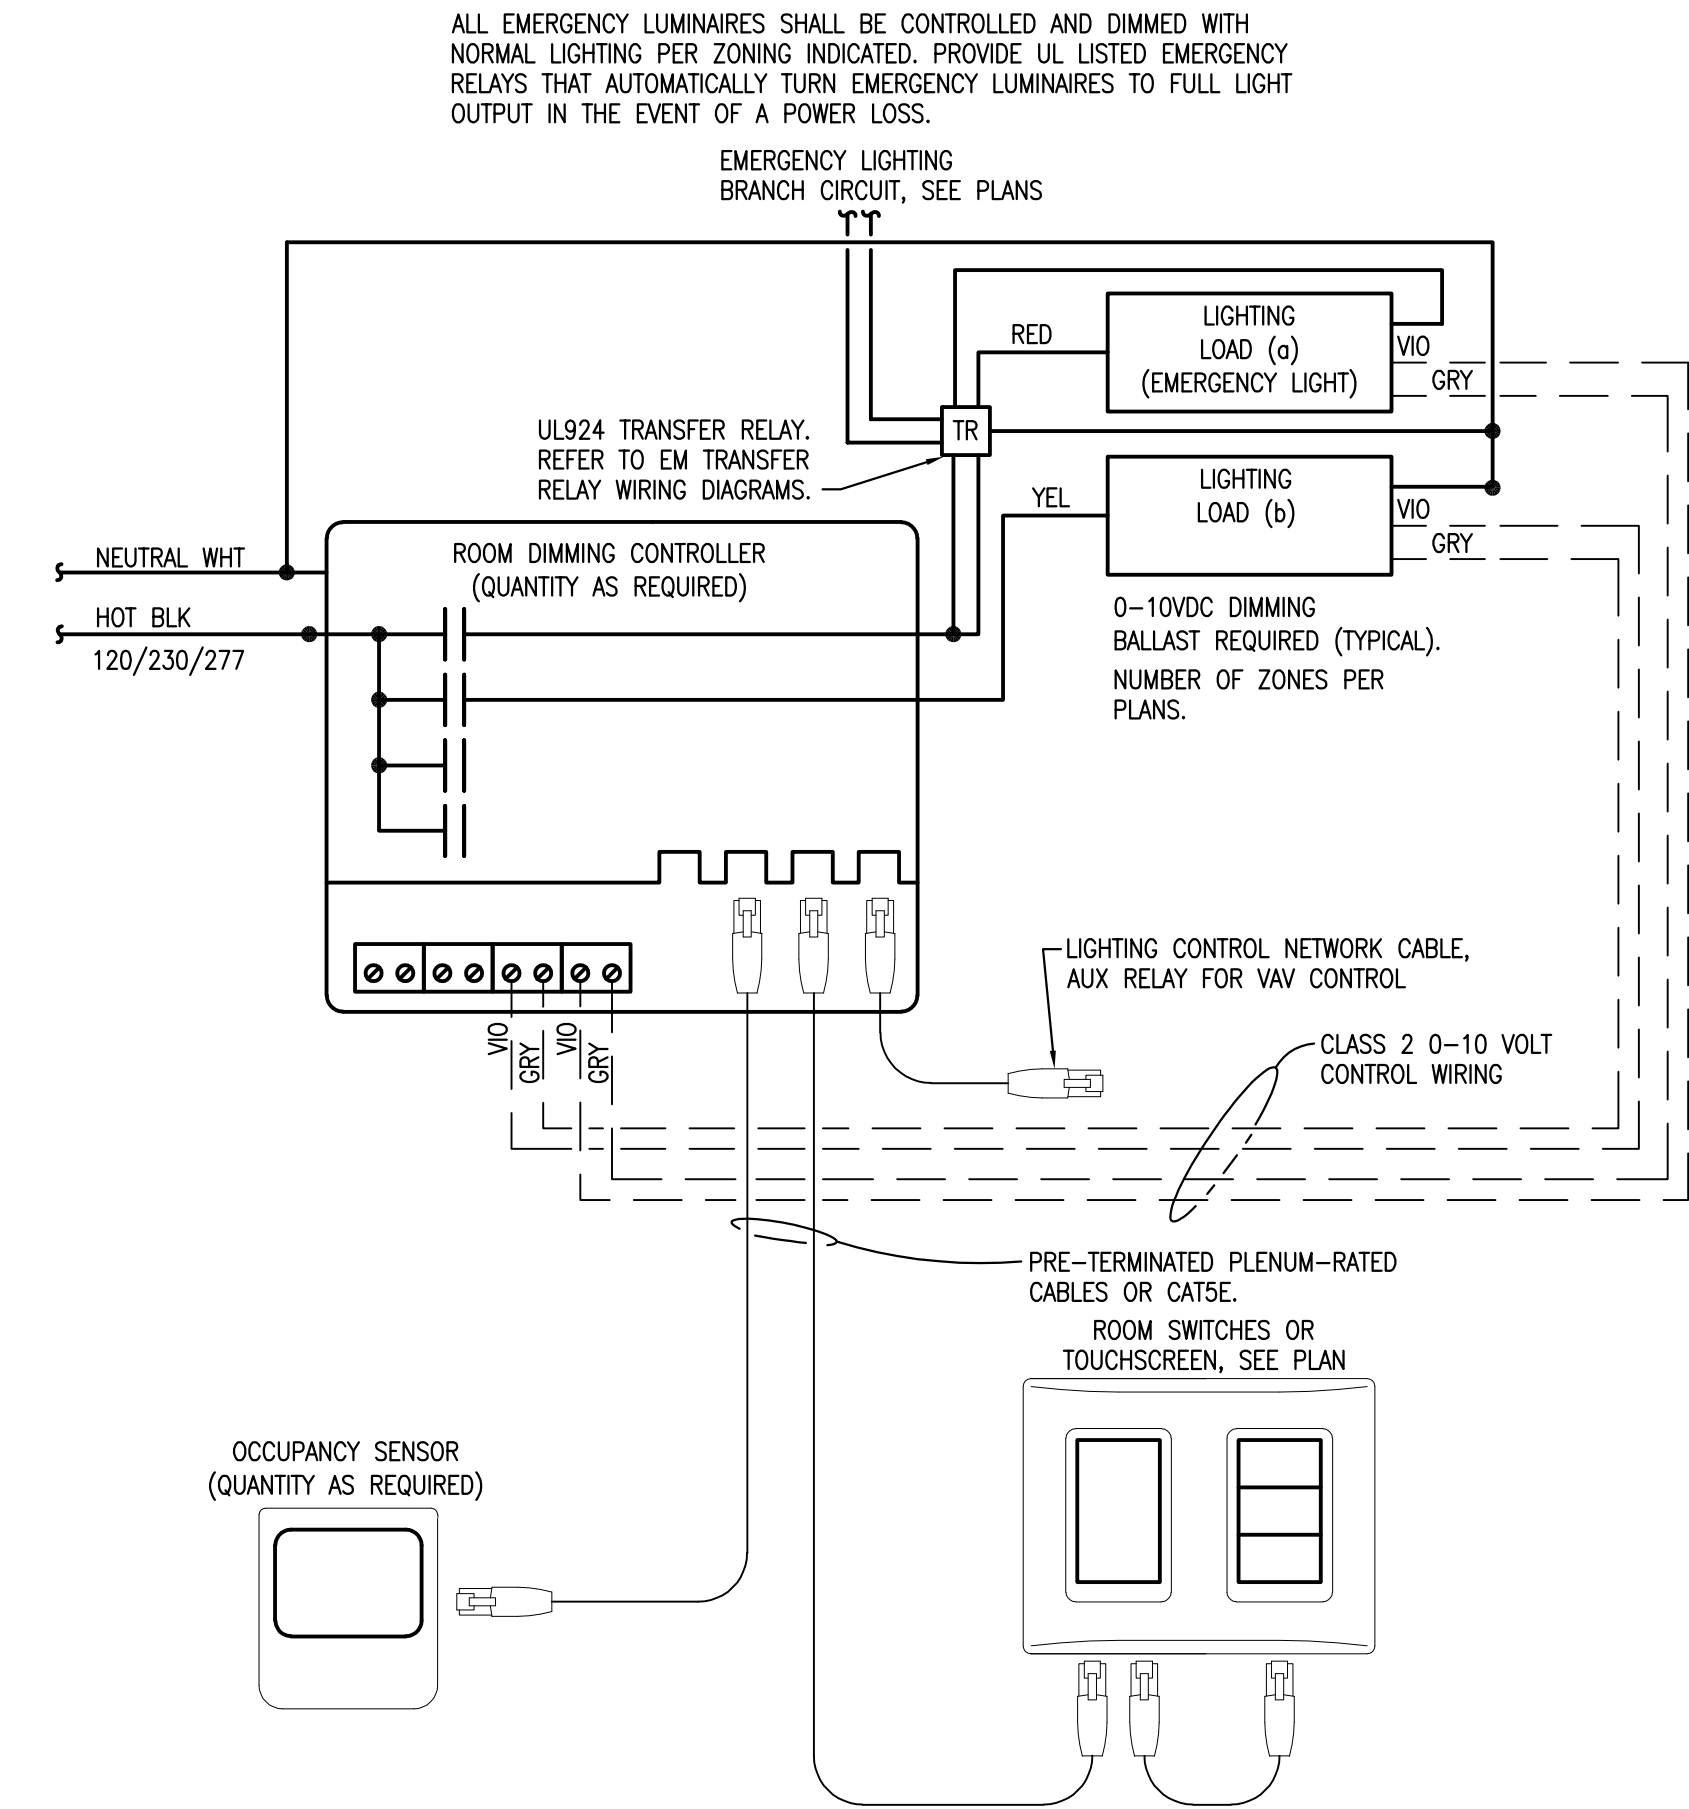 ALL EMERGENCY LUMINAIRES SHALL BE CONTROLLED AND DIMMED WITH
NORMAL LIGHTING PER ZONING INDICATED. PROVIDE UL LISTED EMERGENCY
RELAYS THAT AUTOMATICALLY TURN EMERGENCY LUMINAIRES TO FULL LIGHT
OUTPUT IN THE EVENT OF A POWER LOSS.
EMERGENCY LIGHTING
BRANCH CIRCUIT, SEE PLANS
RED
LIGHTING
LOAD (a)
(EMERGENCY LIGHT)
VIO
GRY
UL924 TRANSFER RELAY.
REFER TO EM TRANSFER
RELAY WIRING DIAGRAMS.
TR
YEL
LIGHTING
LOAD (b)
VIO
GRY
NEUTRAL WHT
HOT BLK
120/230/277
ROOM DIMMING CONTROLLER
(QUANTITY AS REQUIRED)
0-10VDC DIMMING
BALLAST REQUIRED (TYPICAL).
NUMBER OF ZONES PER
PLANS.
LIGHTING CONTROL NETWORK CABLE,
AUX RELAY FOR VAV CONTROL
VIO
GRY
VIO
GRY
CLASS 2 0-10 VOLT
CONTROL WIRING
PRE-TERMINATED PLENUM-RATED
CABLES OR CAT5E.
ROOM SWITCHES OR
TOUCHSCREEN, SEE PLAN
OCCUPANCY SENSOR
(QUANTITY AS REQUIRED)